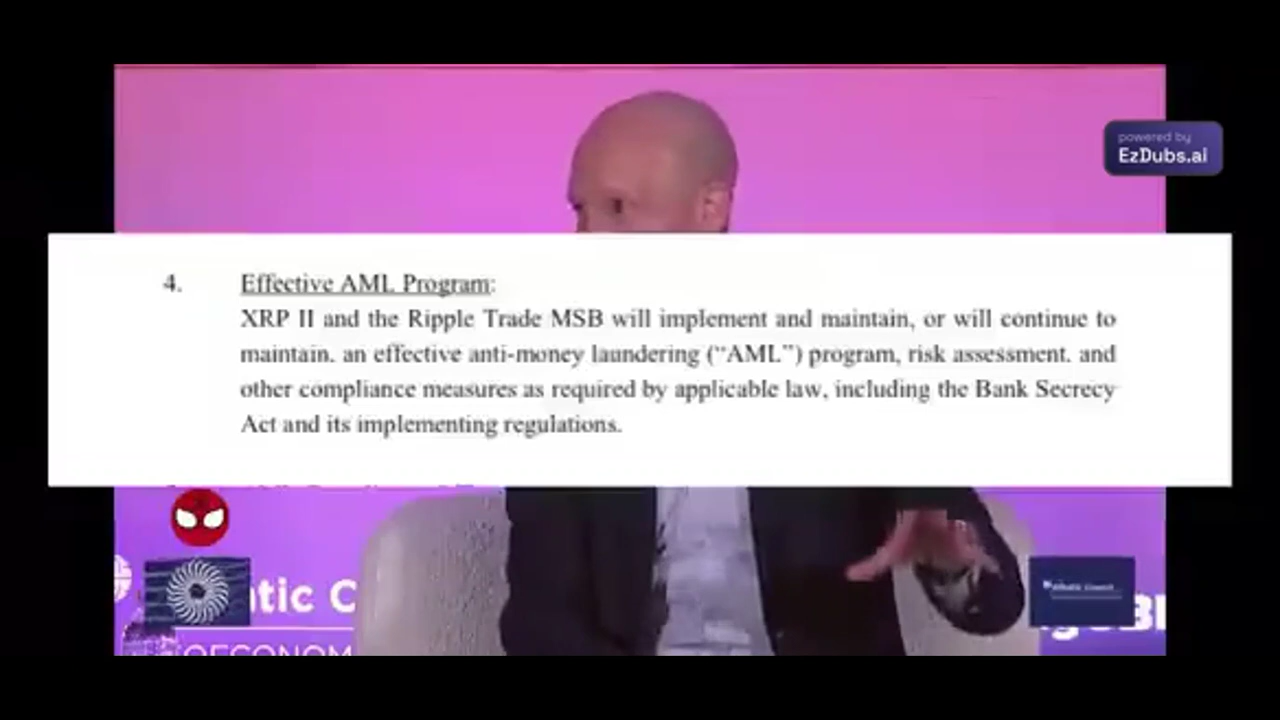 powered by
EzDubs.ai
4. Effective AML Program:
XRP II and the Ripple Trade MSB will implement and maintain, or will continue to
maintain. an effective anti-money laundering (“AML”) program, risk assessment. and
other compliance measures as required by applicable law, including the Bank Secrecy
Act and its implementing regulations.
tic C
OECONOM